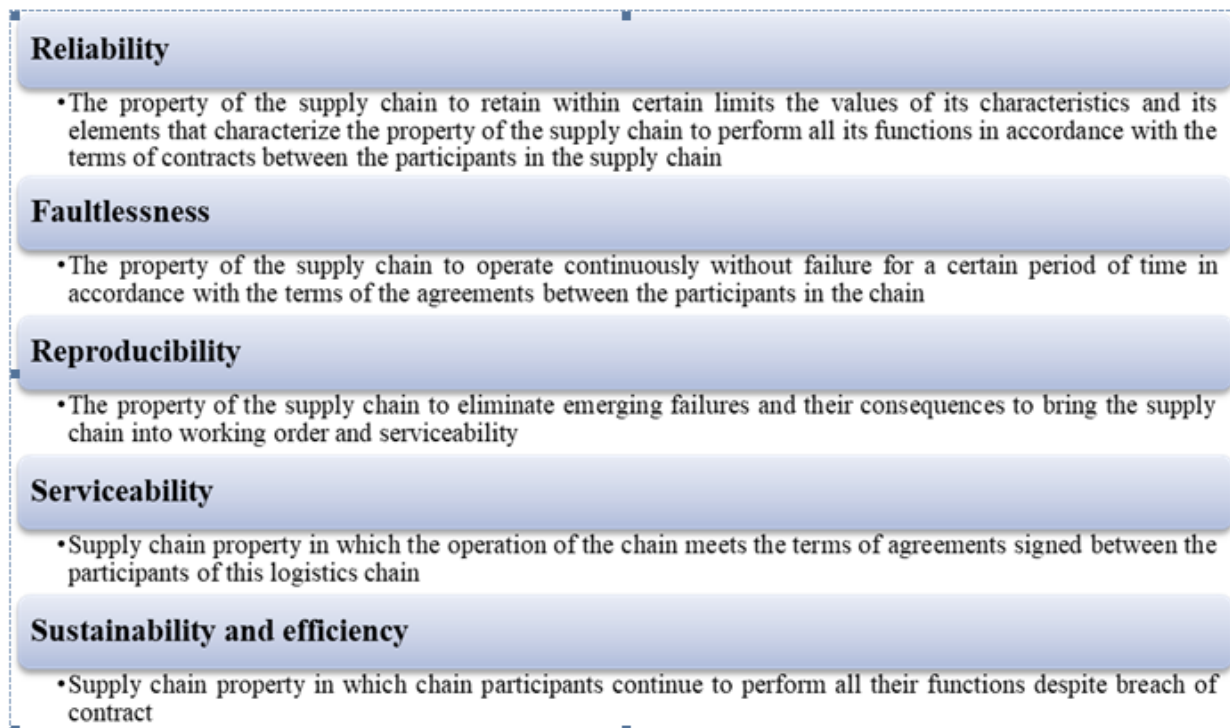 Reliability
•The property of the supply chain to retain within certain limits the values of its characteristics and its
elements that characterize the property of the supply chain to perform all its functions in accordance with the
terms of contracts between the participants in the supply chain
Faultlessness
•The property of the supply chain to operate continuously without failure for a certain period of time in
accordance with the terms of the agreements between the participants in the chain
Reproducibility
•The property of the supply chain to eliminate emerging failures and their consequences to bring the supply
chain into working order and serviceability
Serviceability
•Supply chain property in which the operation of the chain meets the terms of agreements signed between the
participants of this logistics chain
Sustainability and efficiency
•Supply chain property in which chain participants continue to perform all their functions despite breach of
contract